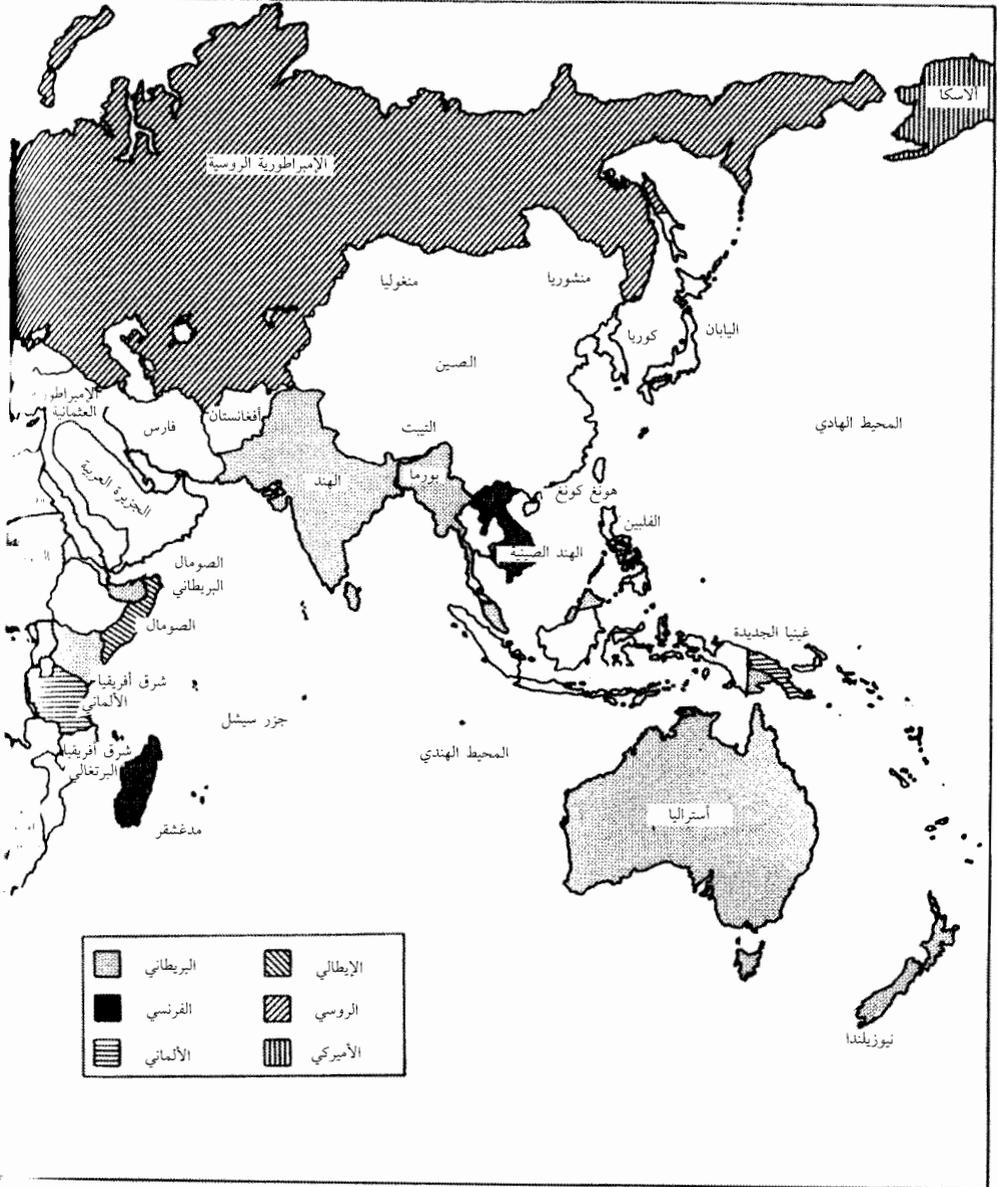 الاسكا
الإمبراطورية الروسية
منغوليا
منشوريا
كوريا
اليابان
الصين
العثمانية
فارس
أفغانستان
التيبت
المحيط الهادي
الجزيرة العربية
الهند
بورما
هونغ كونغ
الفلبين
الهند الصينية
الصومال
البريطاني
الصومال
غينيا الجديدة
شرق أفريقيا
الألماني
جزر سيشل
شرق أفريقيا
البرتغالي
المحيط الهندي
مدغشقر
أستراليا
نيوزيلندا
البريطاني
الإيطالي
الفرنسي
الروسي
الألماني
الأميركي